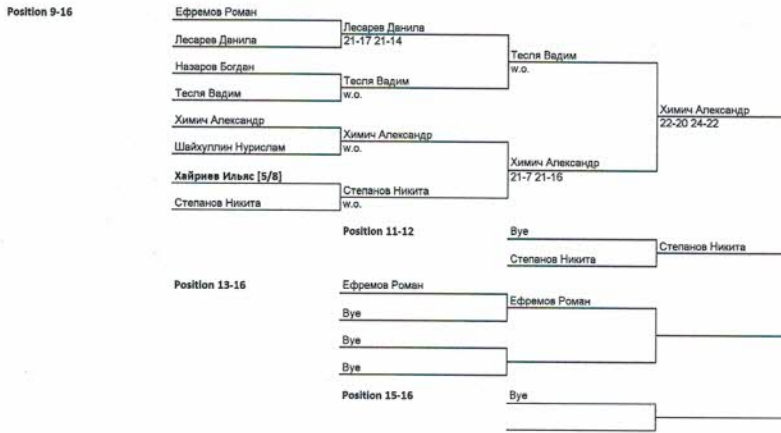 Position 9-16
Ефремов Роман
Лесарев Данила
Лесарев Данила
21-17 21-14
Назаров Богдан
Тесля Вадим
Тесля Вадим
w.o.
Тесля Вадим
w.o.
Химич Александр
Шайхуллин Нурислам
Химич Александр
w.o.
Хайриев Ильяс [5/8]
Степанов Никита
Степанов Никита
w.o.
Химич Александр
21-7 21-16
Химич Александр
22-20 24-22
Position 11-12
Bye
Степанов Никита
Степанов Никита
Position 13-16
Ефремов Роман
Bye
Ефремов Роман
Bye
Bye
Position 15-16
Bye